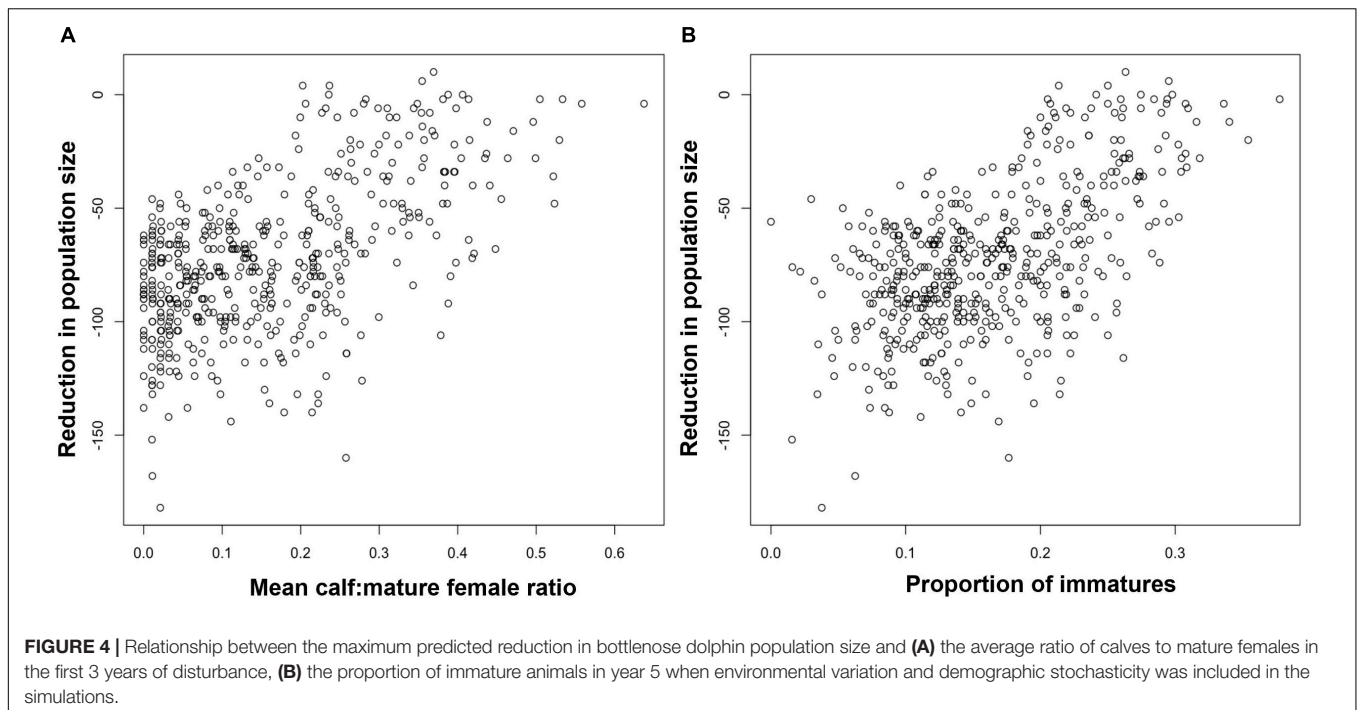 A
Reduction in population size
0
-50
-100
-150
0.0 0.1 0.2 0.3 0.4 0.5 0.6
Mean calf:mature female ratio
B
Reduction in population size
0
-50
-100
-150
0.0 0.1 0.2 0.3
Proportion of immatures
FIGURE 4 | Relationship between the maximum predicted reduction in bottlenose dolphin population size and (A) the average ratio of calves to mature females in
the first 3 years of disturbance, (B) the proportion of immature animals in year 5 when environmental variation and demographic stochasticity was included in the
simulations.